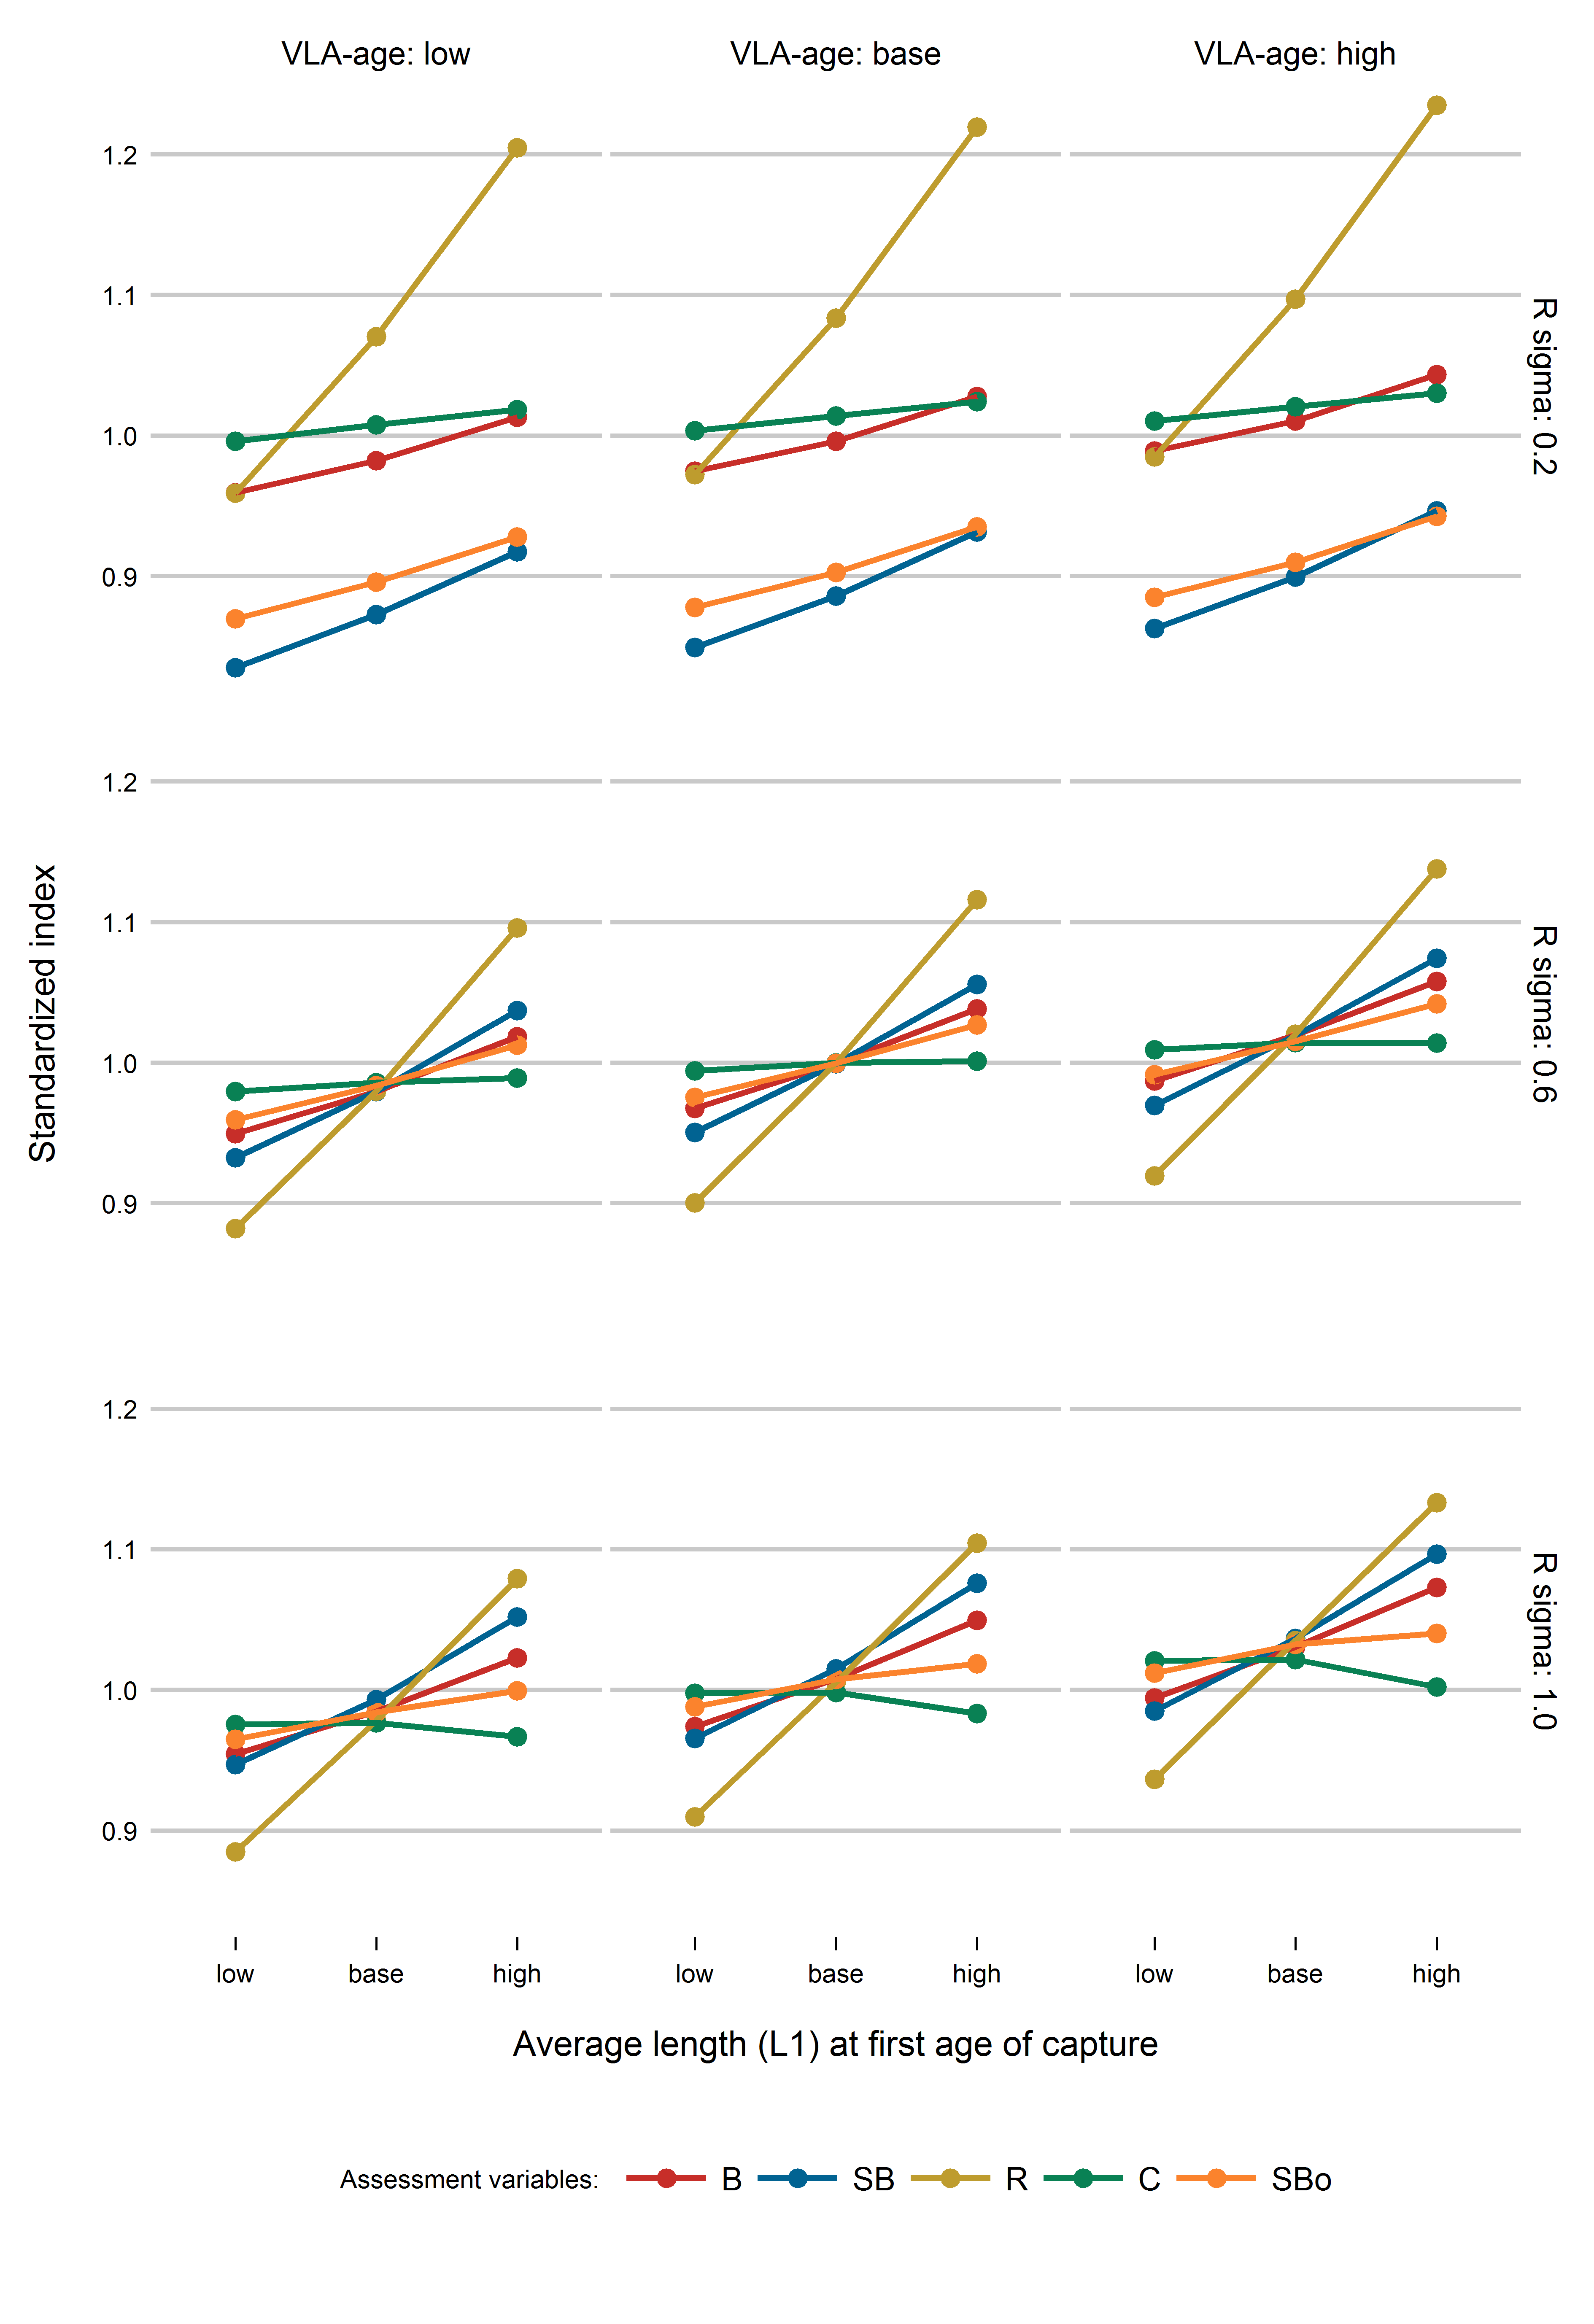 VLA-age: low VLA-age: base VLA-age: high
1.2
1.1
1.0
0.9
R sigma: 0.2
1.2
1.1
1.0
0.9
R sigma: 0.6
Standardized index
1.2
1.1
1.0
0.9
R sigma: 1.0
low base high low base high low base high
Average length (L1) at first age of capture
Assessment variables: B SB R C SBo